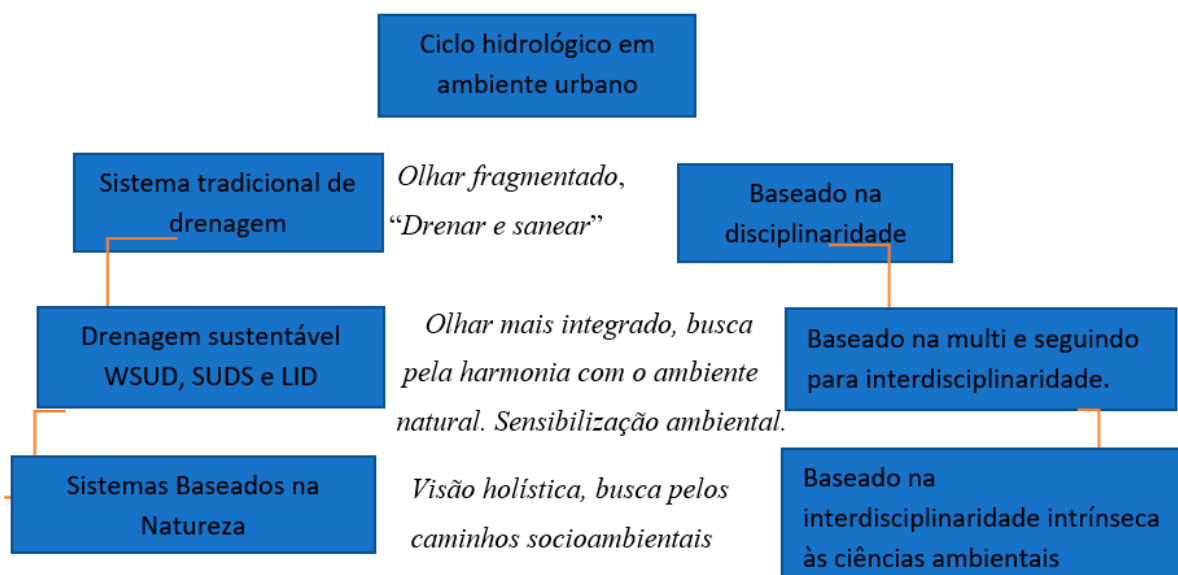 Ciclo hidrológico em
ambiente urbano
Sistema tradicional de
drenagem
Olhar fragmentado,
“Drenar e sanear”
Baseado na
disciplinaridade
Drenagem sustentável
WSUD, SUDS e LID
Olhar mais integrado, busca
pela harmonia com o ambiente
natural. Sensibilização ambiental.
Baseado na multi e seguindo
para interdisciplinaridade.
Sistemas Baseados na
Natureza
Visão holística, busca pelos
caminhos socioambientais
Baseado na
interdisciplinaridade intrínseca
às ciências ambientais